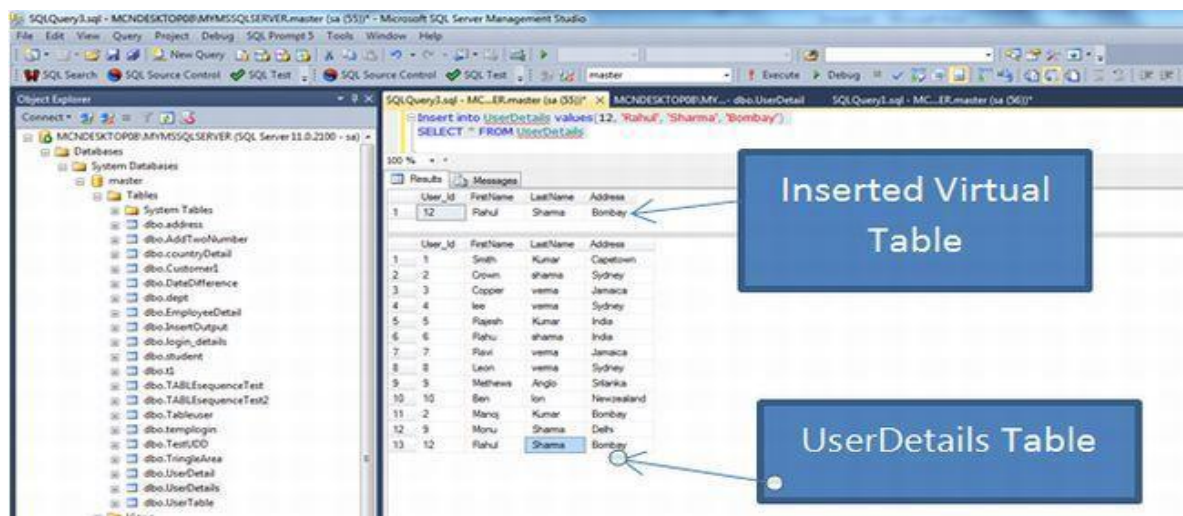 SQLQuery3.sql - MCNDESKTOP08\MYMSSQLSERVER.master (sa (55))* - Microsoft SQL Server Management Studio
File Edit View Query Project Debug SQL Prompt 5 Tools Window Help
New Query
SQL Search SQL Source Control SQL Test SQL Source Control SQL Test master Execute Debug
Object Explorer
Connect
MCNDESKTOP08\MYMSSQLSERVER (SQL Server 11.0.2100 - sa)
Databases
System Databases
master
Tables
System Tables
dbo.address
dbo.AddTwoNumber
dbo.countryDetail
dbo.Customer1
dbo.DateDifference
dbo.dept
dbo.EmployeeDetail
dbo.InsertOutput
dbo.login_details
dbo.student
dbo.t1
dbo.TABLEsequenceTest
dbo.TABLEsequenceTest2
dbo.Tableuser
dbo.templogin
dbo.TestUDD
dbo.TringleArea
dbo.UserDetail
dbo.UserDetails
dbo.UserTable
SQLQuery3.sql - MC...ER.master (sa (55))* MCNDESKTOP08\MY...- dbo.UserDetail SQLQuery1.sql - MC...ER.master (sa (56))*
Insert into UserDetails values(12, 'Rahul', 'Sharma', 'Bombay')
SELECT * FROM UserDetails
100 %
Results Messages
User_Id FirstName LastName Address
1 12 Rahul Sharma Bombay
User_Id FirstName LastName Address
1 1 Smith Kumar Capetown
2 2 Crown sharma Sydney
3 3 Copper verma Jamaica
4 4 lee verma Sydney
5 5 Rajesh Kumar India
6 6 Rahu sharma India
7 7 Ravi verma Jamaica
8 8 Leon verma Sydney
9 9 Methews Anglo Srilanka
10 10 Ben lon Newzealand
11 2 Manoj Kumar Bombay
12 9 Monu Sharma Delhi
13 12 Rahul Sharma Bombay
Inserted Virtual
Table
UserDetails Table